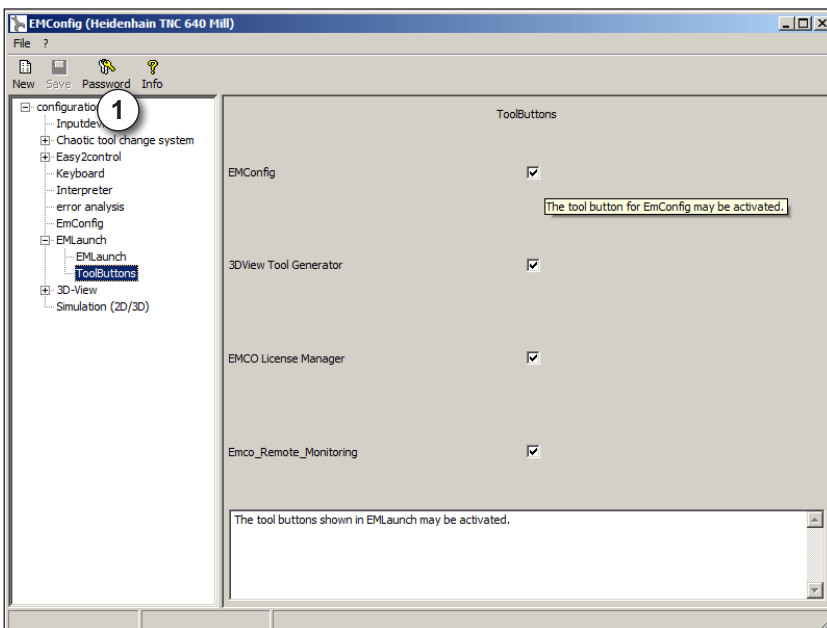 EMConfig (Heidenhain TNC 640 Mill)
File ?
New Save Password Info
1
configuratio
Inputdev
Chaotic tool change system
Easy2control
Keyboard
Interpreter
error analysis
EmConfig
EMLaunch
EMLaunch
ToolButtons
3D-View
Simulation (2D/3D)
ToolButtons
EMConfig
The tool button for EmConfig may be activated.
3DView Tool Generator
EMCO License Manager
Emco_Remote_Monitoring
The tool buttons shown in EMLaunch may be activated.